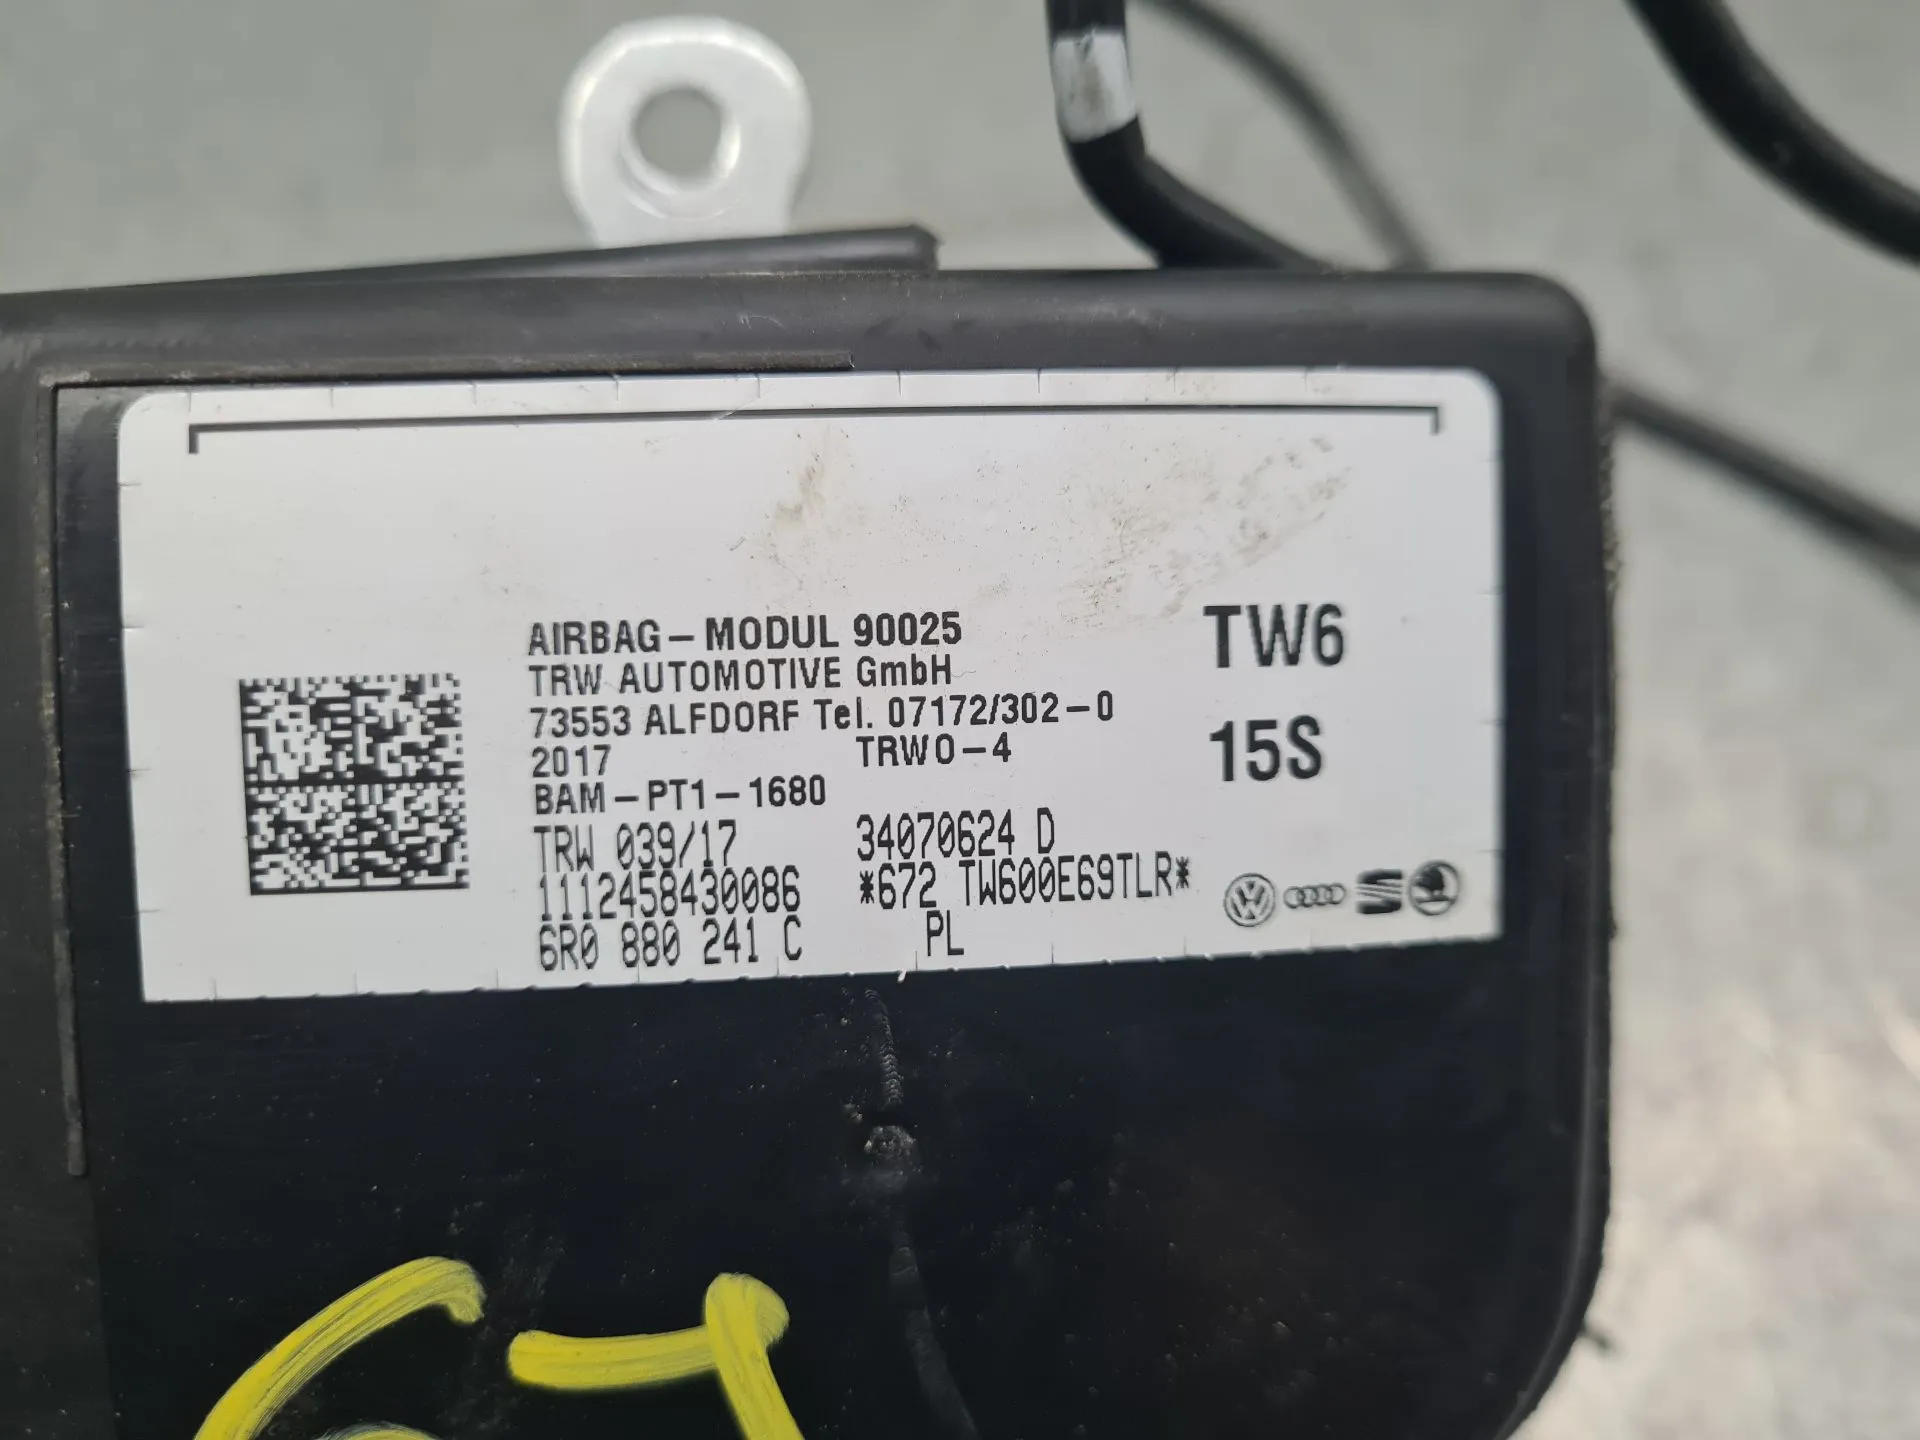 AIRBAG-MODUL 90025
TRW AUTOMOTIVE GmbH
73553 ALFDORF Tel. 07172/302-0
2017 TRWO-4
BAM-PT1-1680
TRW 039/17 34070624 D
1112458430086 *672 TW600E69TLR*
6R0 880 241 C PL
TW6
15S